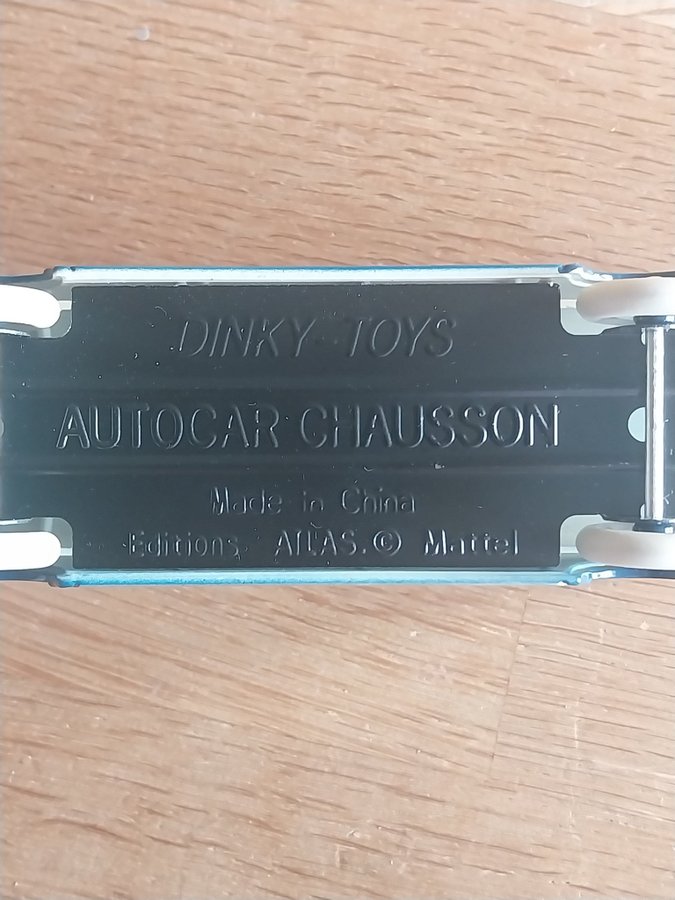 DINKY-TOYS
AUTOCAR CHAUSSON
Made in China
Editions ATLAS. © Mattel